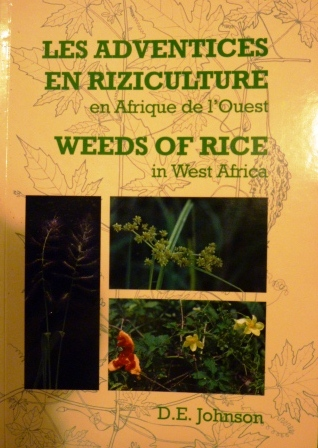 LES ADVENTICES
EN RIZICULTURE
en Afrique de l'Ouest
WEEDS OF RICE
in West Africa
D.E. Johnson